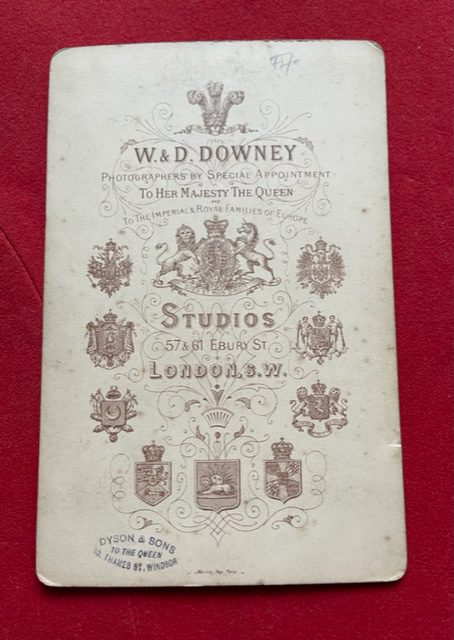 W. & D. DOWNEY
PHOTOGRAPHERS BY SPECIAL APPOINTMENT
TO HER MAJESTY THE QUEEN
AND
TO THE IMPERIAL & ROYAL FAMILIES OF EUROPE
STUDIOS
57 & 61 EBURY ST
LONDON, S.W.
DYSON & SONS
TO THE QUEEN
THAMES ST. WINDSOR